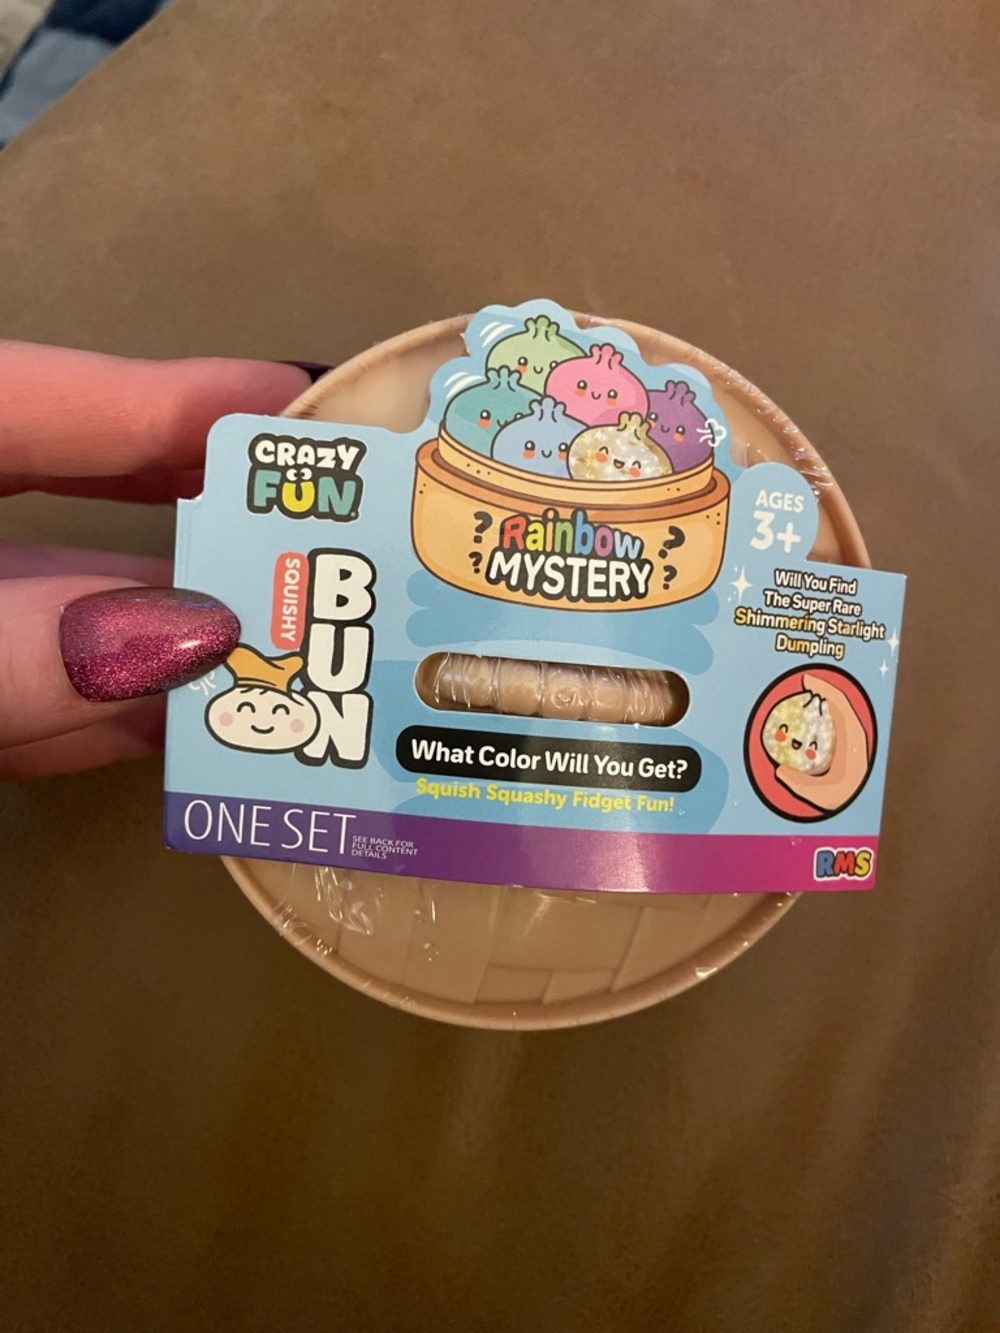 CRAZY
FUN
SQUISHY
BUN
? Rainbow ?
? MYSTERY ?
AGES
3+
Will You Find
The Super Rare
Shimmering Starlight
Dumpling
What Color Will You Get?
Squish Squashy Fidget Fun!
ONE SET
SEE BACK FOR
FULL CONTENT
DETAILS
RMS